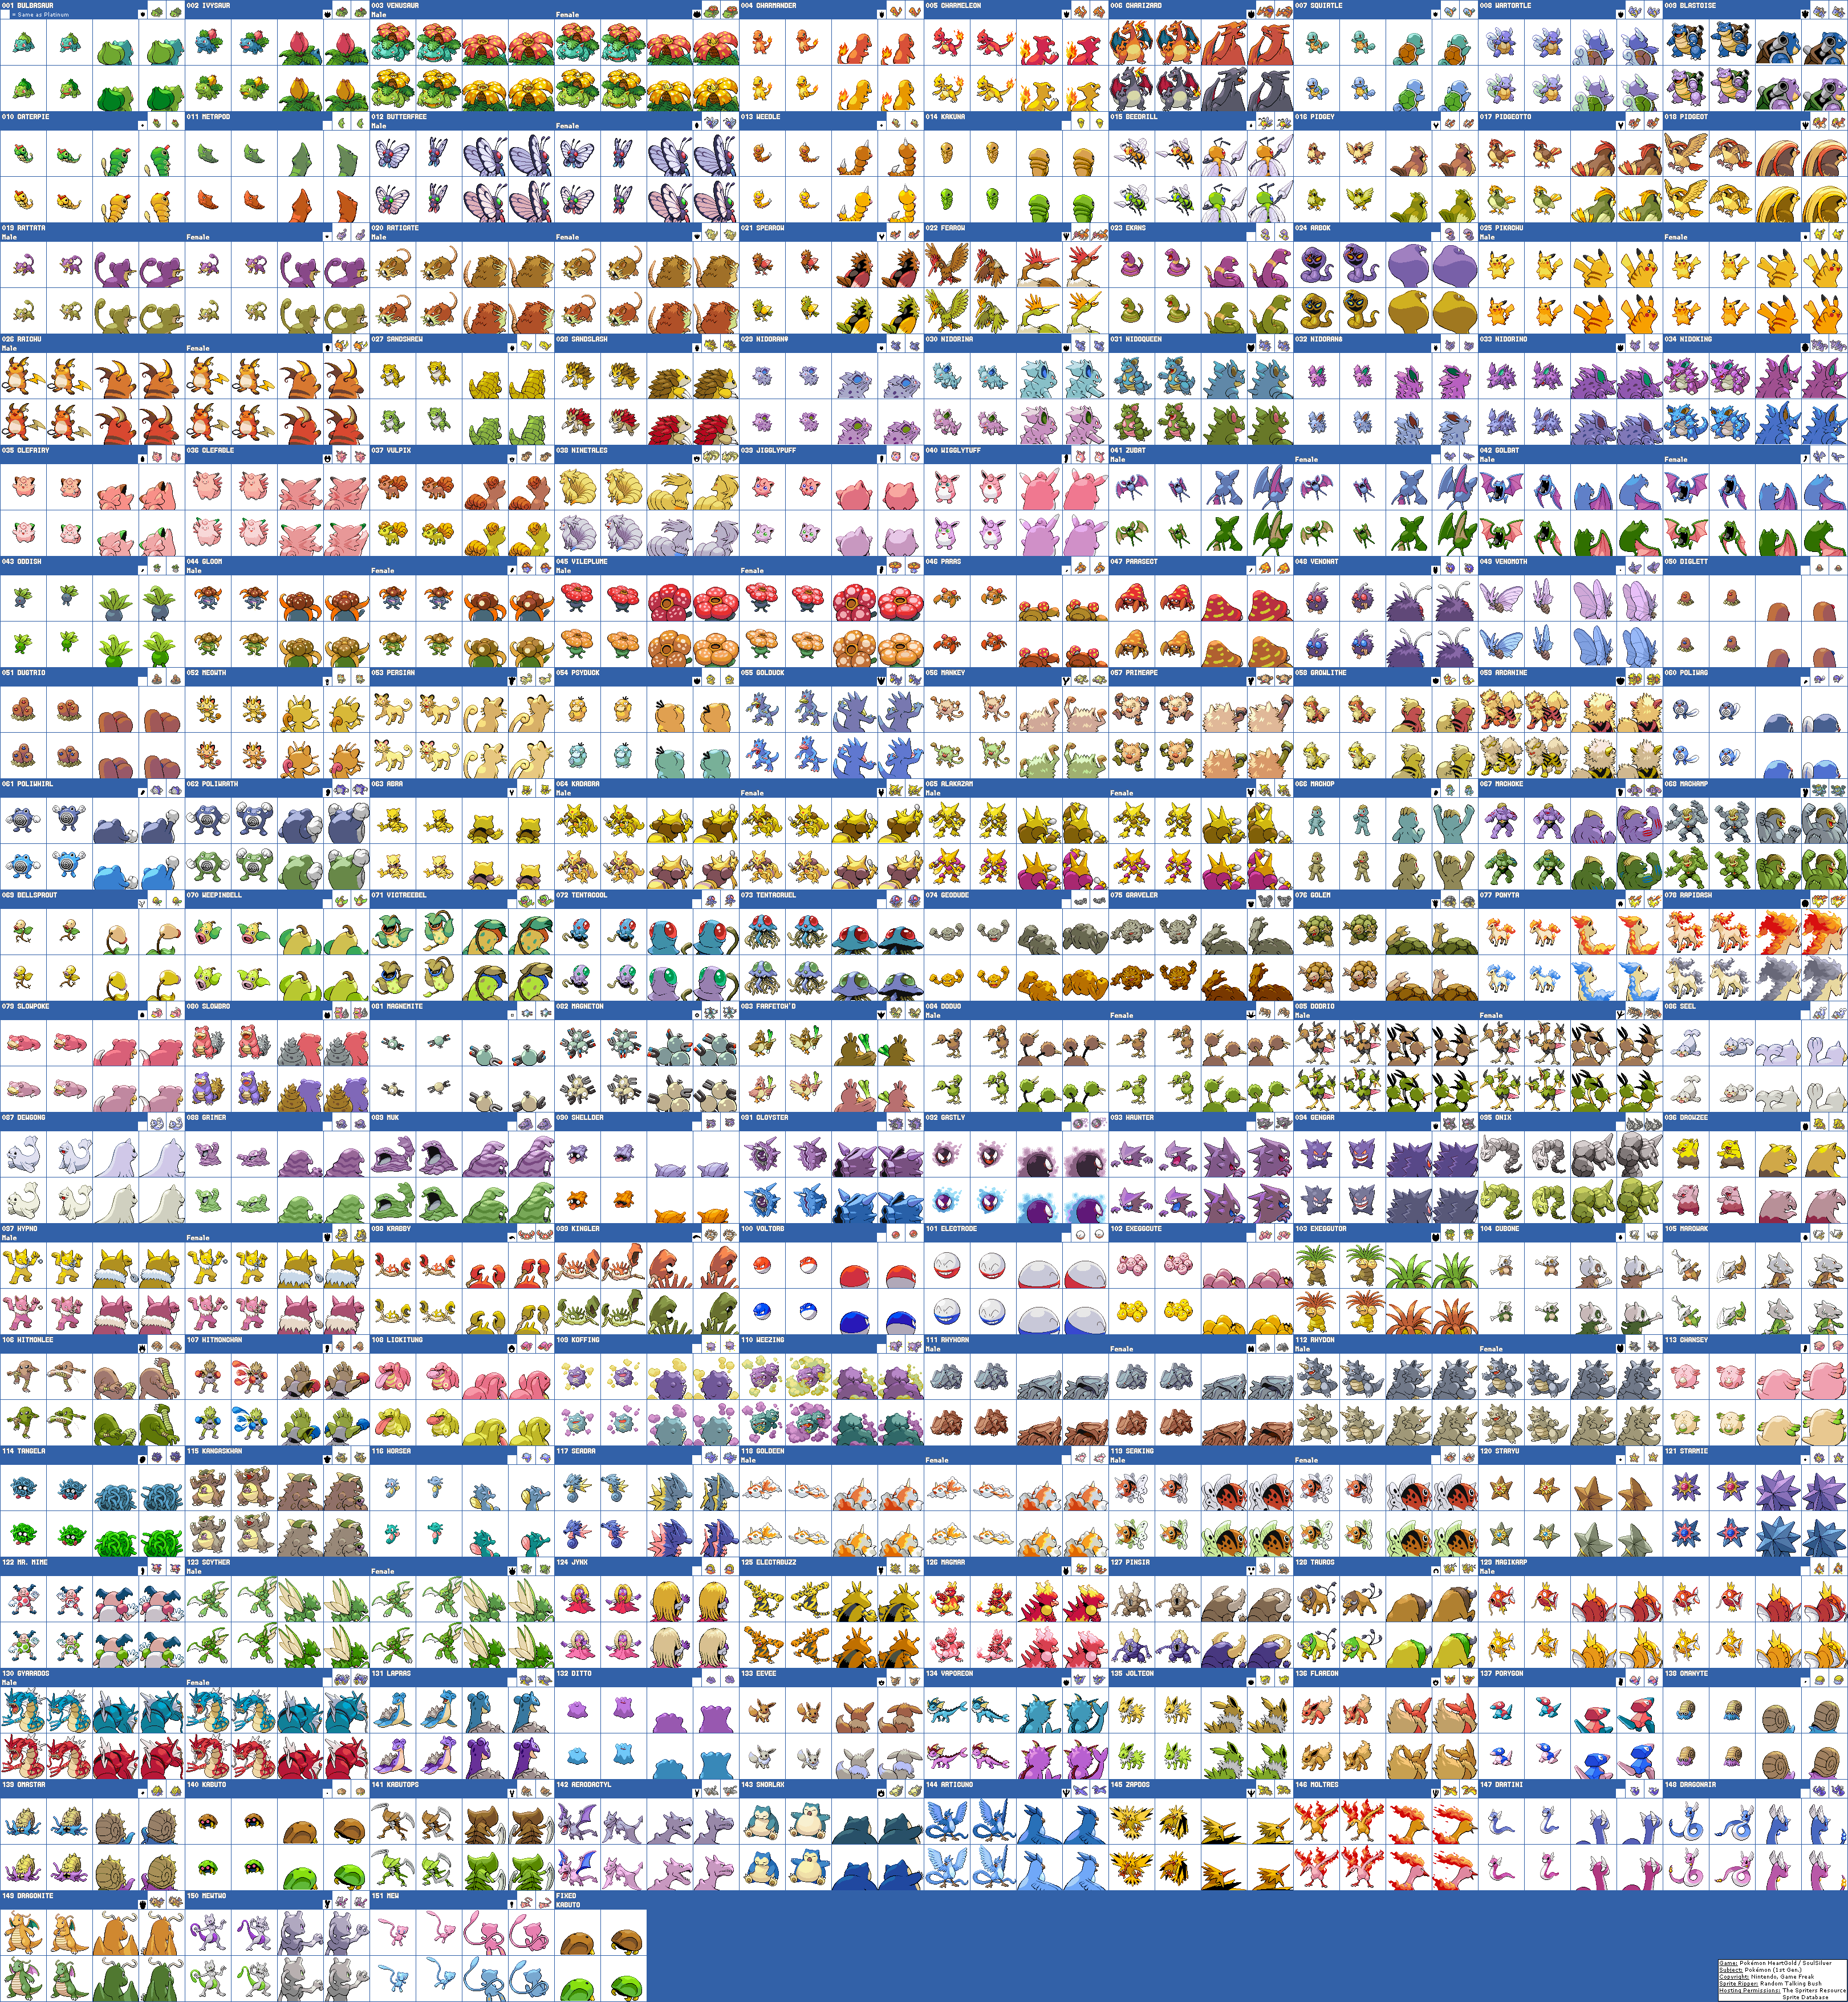 001 BULBASAUR
= Same as Platinum
002 IVYSAUR
003 VENUSAUR
Male
Female
004 CHARMANDER
005 CHARMELEON
006 CHARIZARD
007 SQUIRTLE
008 WARTORTLE
009 BLASTOISE
010 CATERPIE
011 METAPOD
012 BUTTERFREE
Male
Female
013 WEEDLE
014 KAKUNA
015 BEEDRILL
016 PIDGEY
017 PIDGEOTTO
018 PIDGEOT
019 RATTATA
Male
Female
020 RATICATE
Male
Female
021 SPEAROW
022 FEAROW
023 EKANS
024 ARBOK
025 PIKACHU
Male
Female
026 RAICHU
Male
Female
027 SANDSHREW
028 SANDSLASH
029 NIDORAN♀
030 NIDORINA
031 NIDOQUEEN
032 NIDORAN♂
033 NIDORINO
034 NIDOKING
035 CLEFAIRY
036 CLEFABLE
037 VULPIX
038 NINETALES
039 JIGGLYPUFF
040 WIGGLYTUFF
041 ZUBAT
Male
Female
042 GOLBAT
Male
Female
043 ODDISH
044 GLOOM
Male
Female
045 VILEPLUME
Male
Female
046 PARAS
047 PARASECT
048 VENONAT
049 VENOMOTH
050 DIGLETT
051 DUGTRIO
052 MEOWTH
053 PERSIAN
054 PSYDUCK
055 GOLDUCK
056 MANKEY
057 PRIMEAPE
058 GROWLITHE
059 ARCANINE
060 POLIWAG
061 POLIWHIRL
062 POLIWRATH
063 ABRA
064 KADABRA
Male
Female
065 ALAKAZAM
Male
Female
066 MACHOP
067 MACHOKE
068 MACHAMP
069 BELLSPROUT
070 WEEPINBELL
071 VICTREEBEL
072 TENTACOOL
073 TENTACRUEL
074 GEODUDE
075 GRAVELER
076 GOLEM
077 PONYTA
078 RAPIDASH
079 SLOWPOKE
080 SLOWBRO
081 MAGNEMITE
082 MAGNETON
083 FARFETCH'D
084 DODUO
Male
Female
085 DODRIO
Male
Female
086 SEEL
087 DEWGONG
088 GRIMER
089 MUK
090 SHELLDER
091 CLOYSTER
092 GASTLY
093 HAUNTER
094 GENGAR
095 ONIX
096 DROWZEE
097 HYPNO
Male
Female
098 KRABBY
099 KINGLER
100 VOLTORB
101 ELECTRODE
102 EXEGGCUTE
103 EXEGGUTOR
104 CUBONE
105 MAROWAK
106 HITMONLEE
107 HITMONCHAN
108 LICKITUNG
109 KOFFING
110 WEEZING
111 RHYHORN
Male
Female
112 RHYDON
Male
Female
113 CHANSEY
114 TANGELA
115 KANGASKHAN
116 HORSEA
117 SEADRA
118 GOLDEEN
Male
Female
119 SEAKING
Male
Female
120 STARYU
121 STARMIE
122 MR. MIME
123 SCYTHER
Male
Female
124 JYNX
125 ELECTABUZZ
126 MAGMAR
127 PINSIR
128 TAUROS
129 MAGIKARP
Male
130 GYARADOS
Male
Female
131 LAPRAS
132 DITTO
133 EEVEE
134 VAPOREON
135 JOLTEON
136 FLAREON
137 PORYGON
138 OMANYTE
139 OMASTAR
140 KABUTO
141 KABUTOPS
142 AERODACTYL
143 SNORLAX
144 ARTICUNO
145 ZAPDOS
146 MOLTRES
147 DRATINI
148 DRAGONAIR
149 DRAGONITE
150 MEWTWO
151 MEW
FIXED
KABUTO
Game: Pokémon HeartGold / SoulSilver
Subject: Pokémon (1st Gen.)
Copyright: Nintendo, Game Freak
Sprite Ripper: Random Talking Bush
Hosting Permissions: The Spriters Resource
Sprite Database